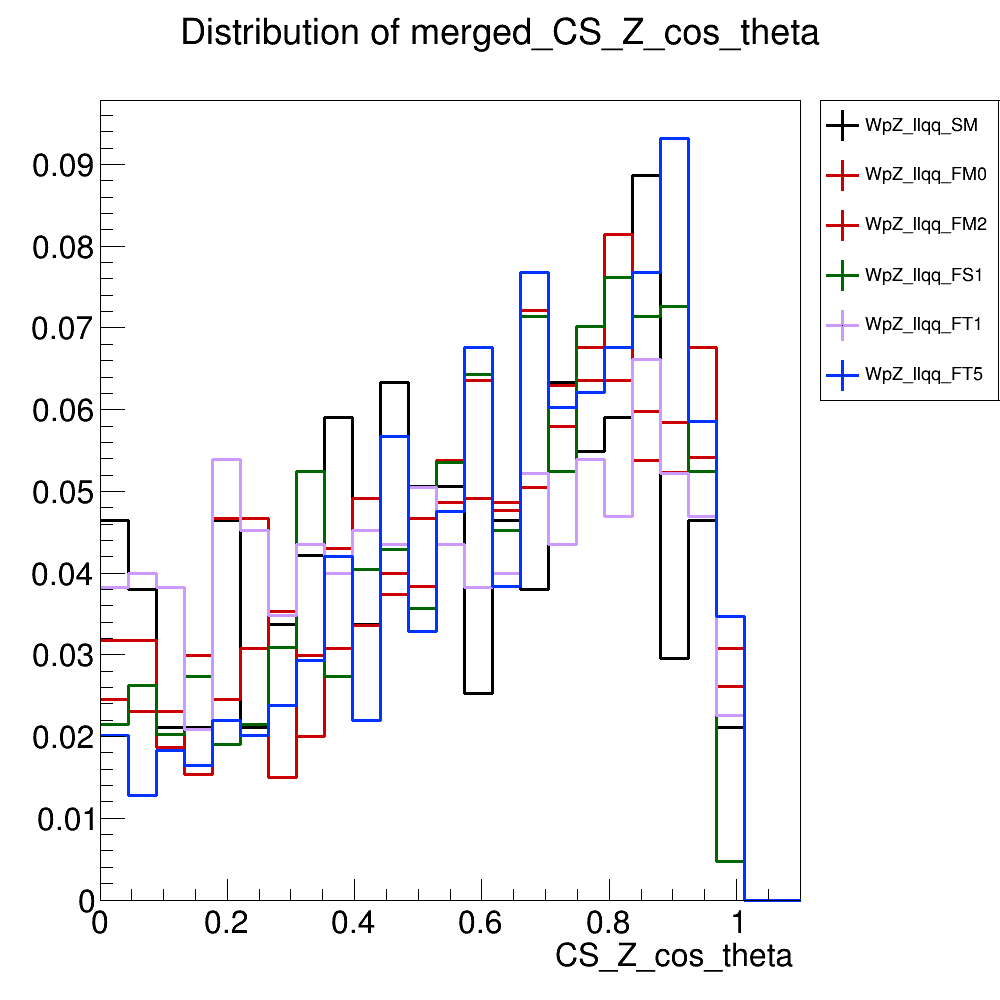 Distribution of merged_CS_Z_cos_theta
WpZ_llqq_SM
WpZ_llqq_FM0
WpZ_llqq_FM2
WpZ_llqq_FS1
WpZ_llqq_FT1
WpZ_llqq_FT5
0.09
0.08
0.07
0.06
0.05
0.04
0.03
0.02
0.01
0
0 0.2 0.4 0.6 0.8 1
CS_Z_cos_theta